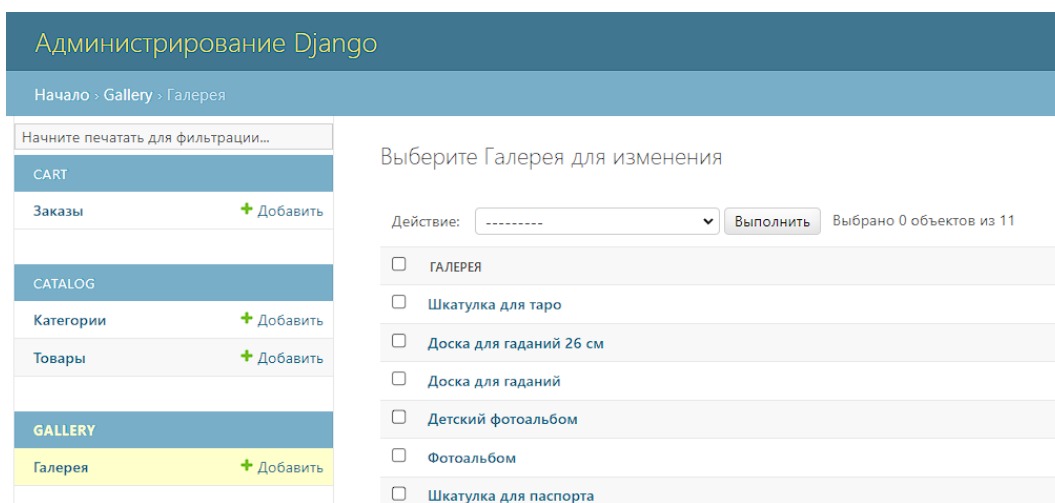 Администрирование Django
Начало › Gallery › Галерея
Начните печатать для фильтрации...
CART
Заказы + Добавить
CATALOG
Категории + Добавить
Товары + Добавить
GALLERY
Галерея + Добавить
Выберите Галерея для изменения
Действие: --------- Выполнить Выбрано 0 объектов из 11
ГАЛЕРЕЯ
Шкатулка для таро
Доска для гаданий 26 см
Доска для гаданий
Детский фотоальбом
Фотоальбом
Шкатулка для паспорта